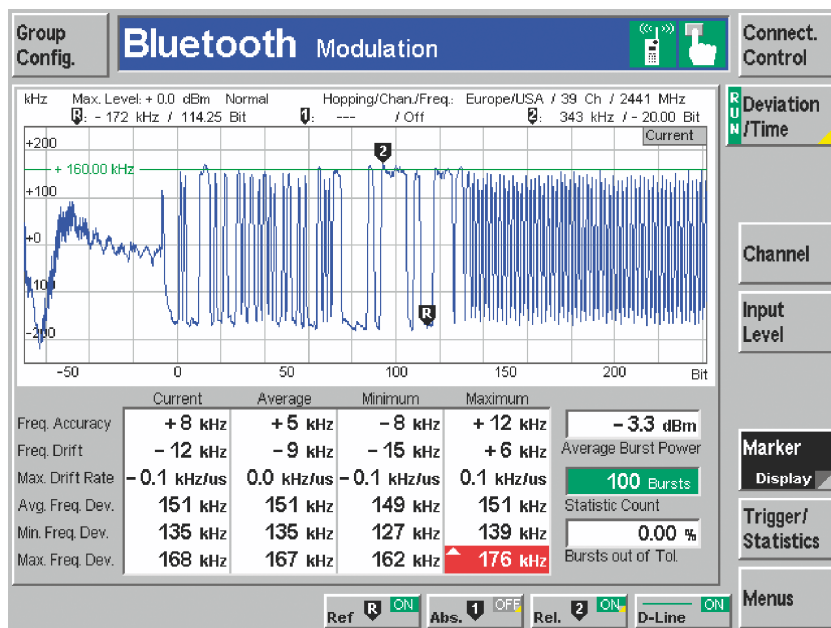 Group
Config.
Bluetooth Modulation
Connect.
Control
kHz Max. Level: + 0.0 dBm Normal Hopping/Chan./Freq.: Europe/USA / 39 Ch / 2441 MHz
R: - 172 kHz / 114.25 Bit 1: --- / Off 2: 343 kHz / - 20.00 Bit
RUN
Deviation
/Time
Current
+200
+ 160.00 kHz
2
+100
+0
Channel
-100
R
Input
Level
-200
-50 0 50 100 150 200 Bit
Current Average Minimum Maximum
Freq. Accuracy + 8 kHz + 5 kHz - 8 kHz + 12 kHz
- 3.3 dBm
Freq. Drift - 12 kHz - 9 kHz - 15 kHz + 6 kHz
Average Burst Power
Marker
Display
Max. Drift Rate - 0.1 kHz/us 0.0 kHz/us - 0.1 kHz/us 0.1 kHz/us
100 Bursts
Avg. Freq. Dev. 151 kHz 151 kHz 149 kHz 151 kHz
Statistic Count
Trigger/
Statistics
Min. Freq. Dev. 135 kHz 135 kHz 127 kHz 139 kHz
0.00 %
Max. Freq. Dev. 168 kHz 167 kHz 162 kHz 176 kHz
Bursts out of Tol.
Menus
Ref R ON Abs. 1 OFF Rel. 2 ON D-Line ON